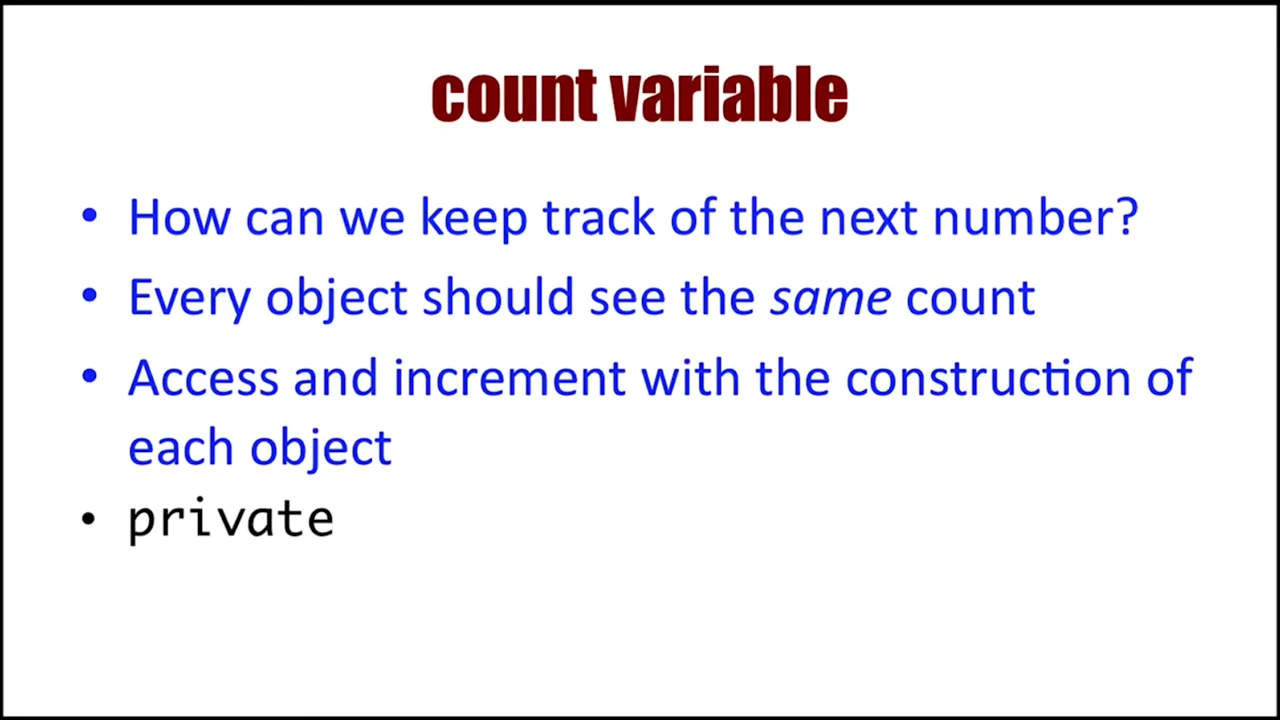 count variable
• How can we keep track of the next number?
• Every object should see the same count
• Access and increment with the construction of
each object
• private